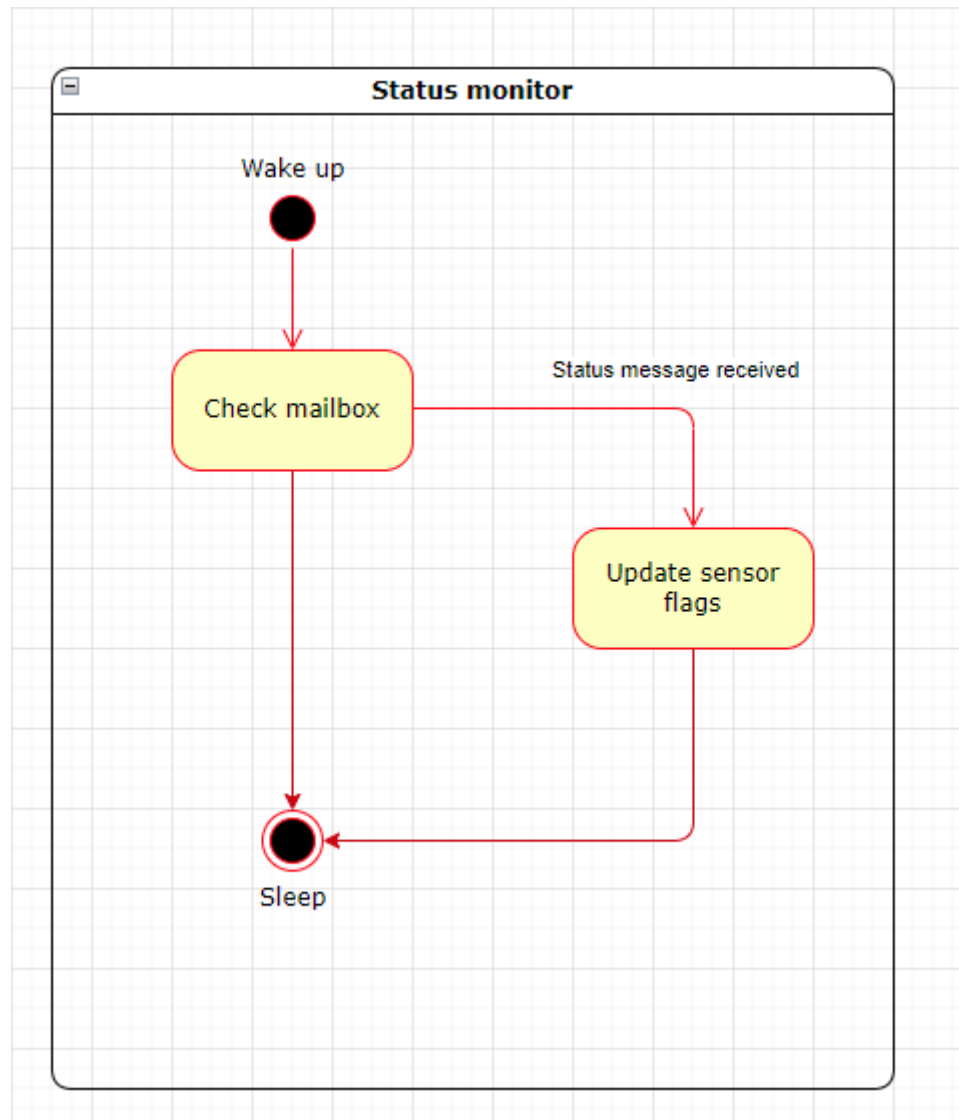 Status monitor
Wake up
Status message received
Check mailbox
Update sensor
flags
Sleep